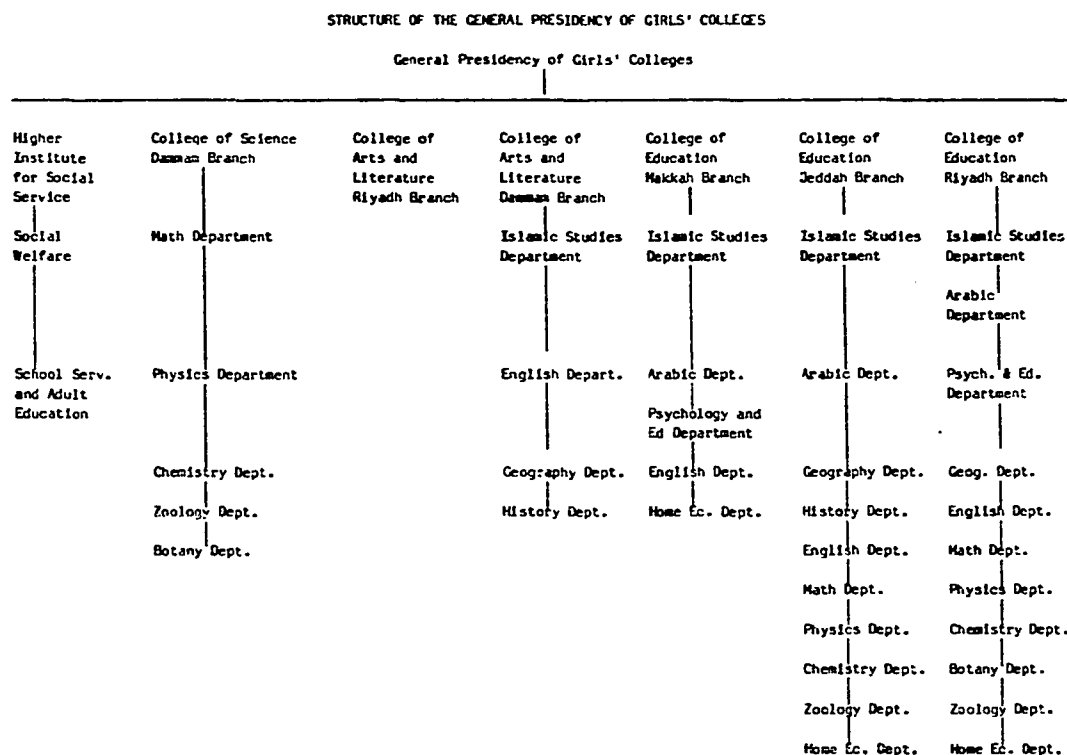 STRUCTURE OF THE GENERAL PRESIDENCY OF GIRLS' COLLEGES
General Presidency of Girls' Colleges
Higher
Institute
for Social
Service
Social
Welfare
School Serv.
and Adult
Education
College of Science
Dammam Branch
Math Department
Physics Department
Chemistry Dept.
Zoology Dept.
Botany Dept.
College of
Arts and
Literature
Riyadh Branch
College of
Arts and
Literature
Dammam Branch
Islamic Studies
Department
English Depart.
Geography Dept.
History Dept.
College of
Education
Makkah Branch
Islamic Studies
Department
Arabic Dept.
Psychology and
Ed Department
English Dept.
Home Ec. Dept.
College of
Education
Jeddah Branch
Islamic Studies
Department
Arabic Dept.
Geography Dept.
History Dept.
English Dept.
Math Dept.
Physics Dept.
Chemistry Dept.
Zoology Dept.
Home Ec. Dept.
College of
Education
Riyadh Branch
Islamic Studies
Department
Arabic
Department
Psych. & Ed.
Department
Geog. Dept.
English Dept.
Math Dept.
Physics Dept.
Chemistry Dept.
Botany Dept.
Zoology Dept.
Home Ec. Dept.